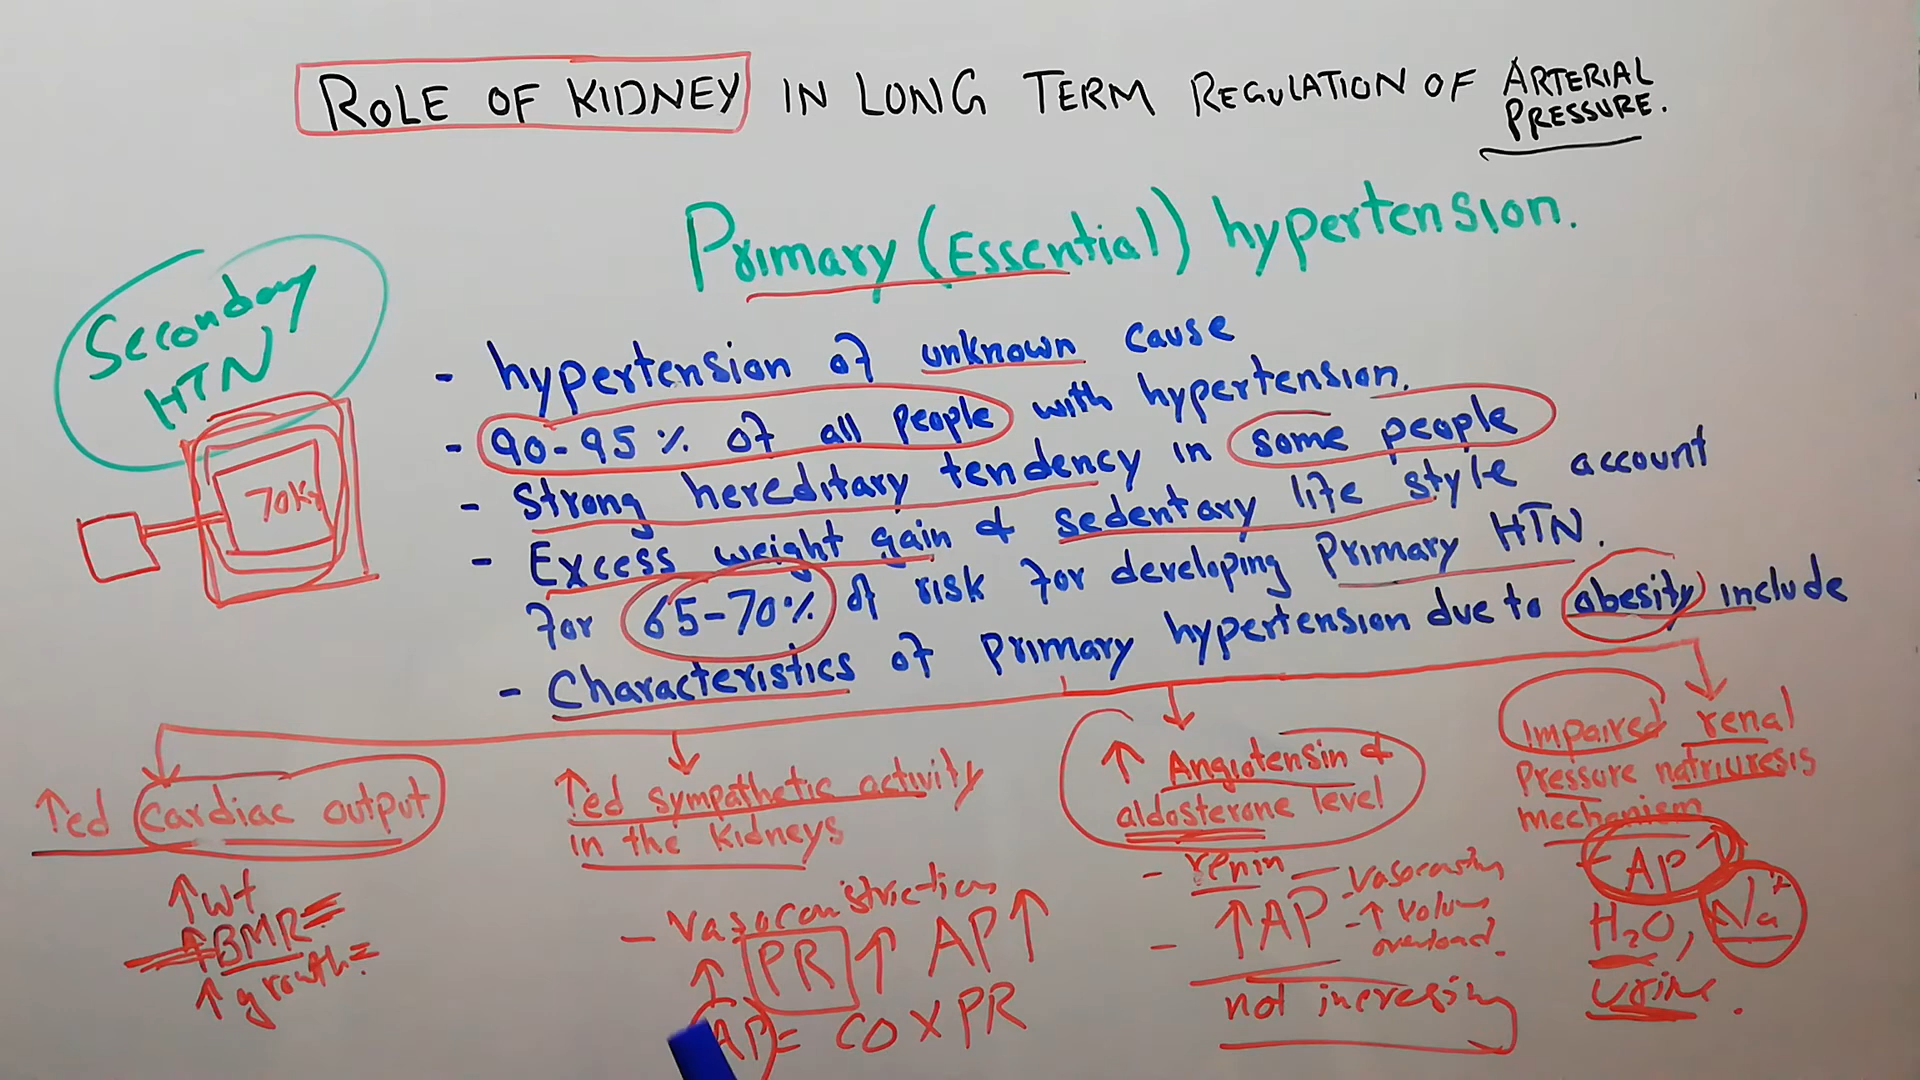 ROLE OF KIDNEY IN LONG TERM REGULATION OF ARTERIAL PRESSURE.
Primary (Essential) hypertension.
Seconday
HTN
70Kg
- hypertension of unknown cause
- 90-95% of all people with hypertension.
- strong hereditary tendency in some people
- Excess weight gain & sedentary life style account
for 65-70% of risk for developing Primary HTN.
- Characteristics of primary hypertension due to obesity include
↑ed cardiac output
↑wt
↑BMR
↑growth
↑ed sympathetic activity
in the kidneys
- Vasoconstriction
↑ PR ↑ AP↑
AP = CO X PR
↑ Angiotensin &
aldosterone level
- renin
- ↑AP
- ↑ volume
overload.
not incresing
Impaired renal
Pressure natriuresis
mechanism
AP↑
H₂O, Na⁺
urine.